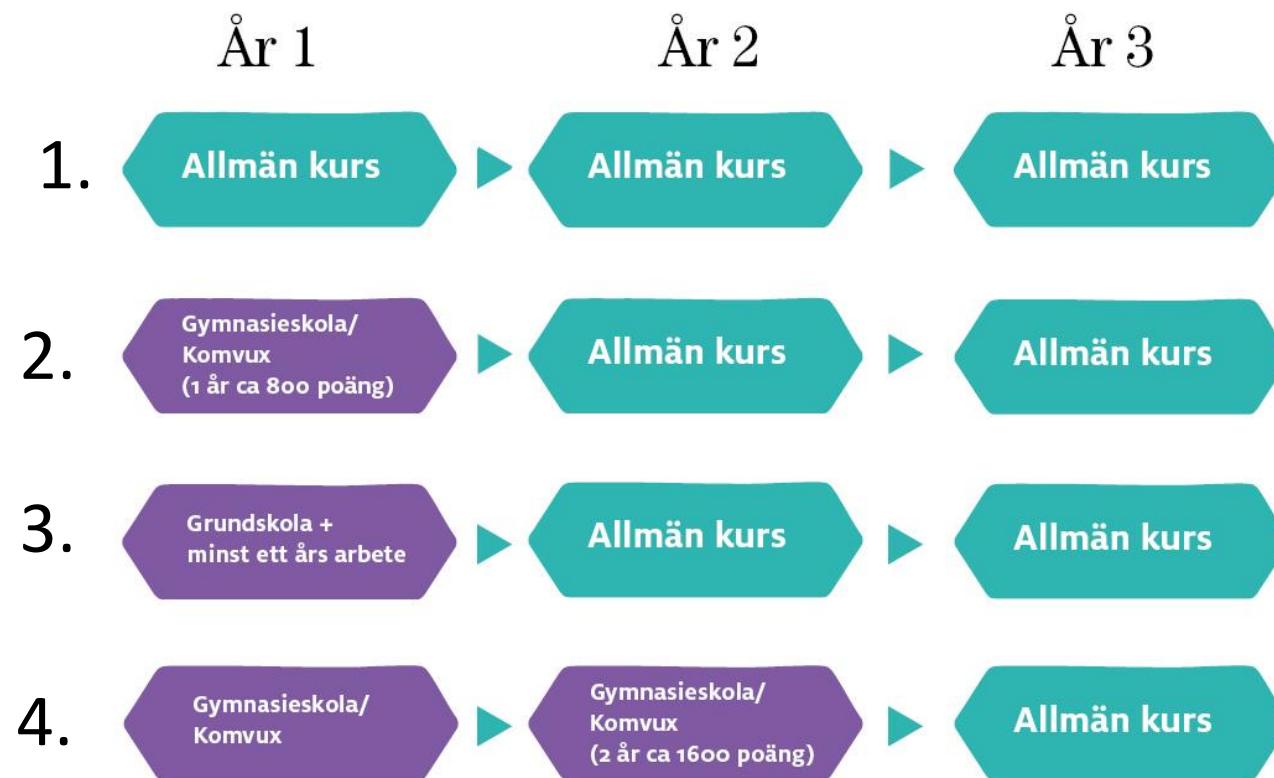 År 1 År 2 År 3
1. Allmän kurs Allmän kurs Allmän kurs
2. Gymnasieskola/
Komvux
(1 år ca 800 poäng)
Allmän kurs Allmän kurs
3. Grundskola +
minst ett års arbete
Allmän kurs Allmän kurs
4. Gymnasieskola/
Komvux
Gymnasieskola/
Komvux
(2 år ca 1600 poäng)
Allmän kurs